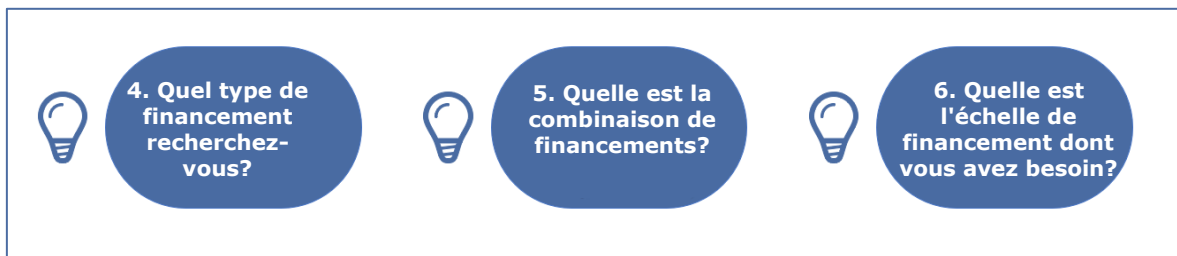 4. Quel type de
financement
recherchez-
vous?
5. Quelle est la
combinaison de
financements?
6. Quelle est
l'échelle de
financement dont
vous avez besoin?